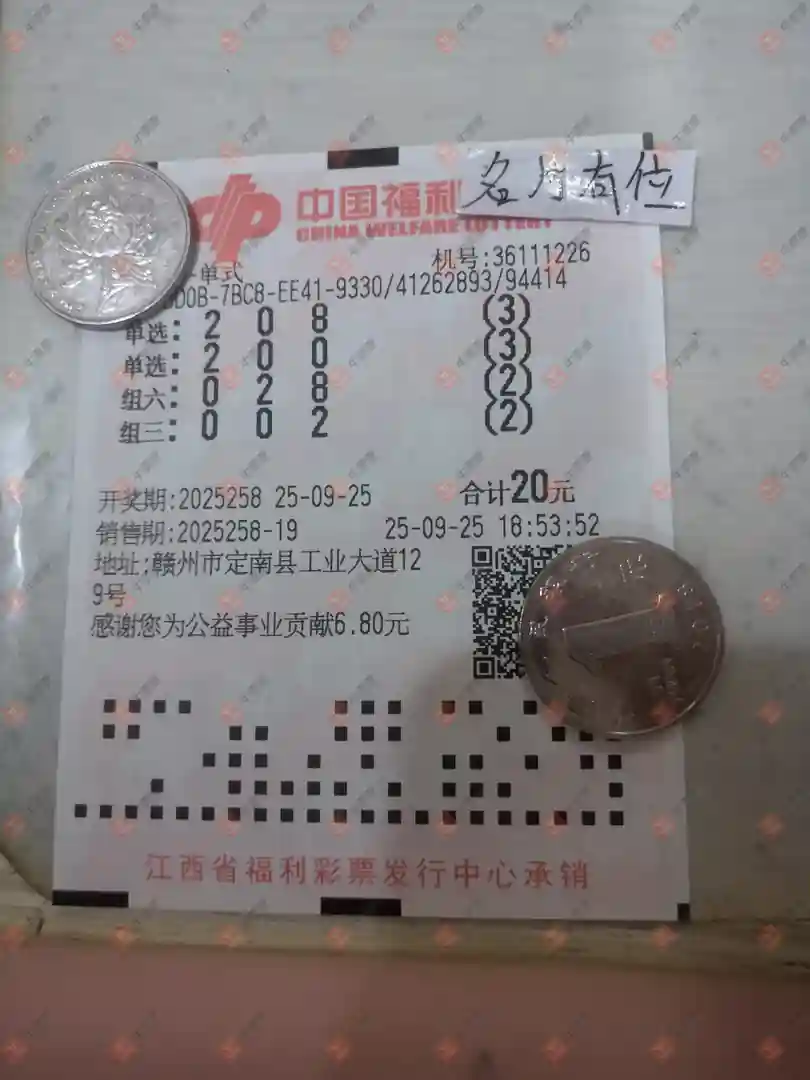 名片右位
中国福利
CHINA WELFARE LOTTERY
单式
机号:36111226
D0B-7BC8-EE41-9330/41262893/94414
单选: 2 0 8 (3)
单选: 2 0 0 (3)
组六: 0 2 8 (2)
组三: 0 0 2 (2)
开奖期:2025258 25-09-25 合计20元
销售期:2025258-19 25-09-25 18:53:52
地址:赣州市定南县工业大道12
9号
感谢您为公益事业贡献6.80元
江西省福利彩票发行中心承销